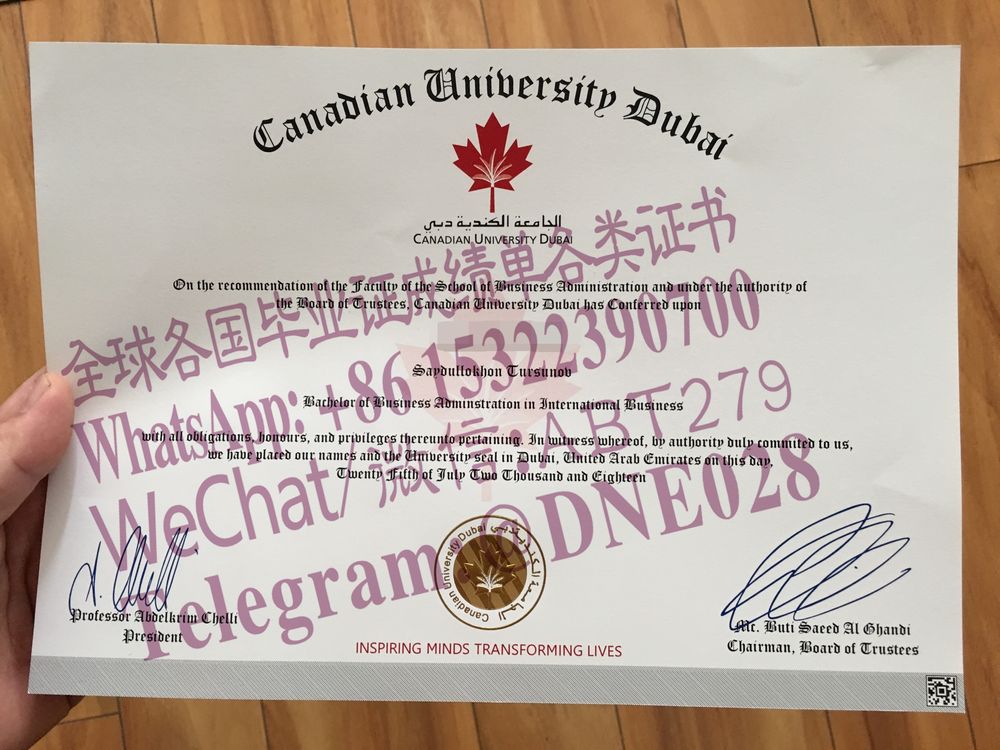 Canadian University Dubai
الجامعة الكندية دبي
CANADIAN UNIVERSITY DUBAI
On the recommendation of the Faculty of the School of Business Administration and under the authority of
the Board of Trustees, Canadian University Dubai has Conferred upon
Saydullokhon Tursunov
Bachelor of Business Adminstration in International Business
with all obligations, honours, and privileges thereunto pertaining. In witness whereof, by authority duly commited to us,
we have placed our names and the University seal in Dubai, United Arab Emirates on this day,
Twenty Fifth of July Two Thousand and Eighteen
全球各国毕业证成绩单各类证书
WhatsApp: +86 15322390700
WeChat/微信:ABT279
Telegram:@DNE028
Canadian University Dubai
الجامعة الكندية دبي
Professor Abdelkrim Chelli
President
Mr. Buti Saeed Al Ghandi
Chairman, Board of Trustees
INSPIRING MINDS TRANSFORMING LIVES